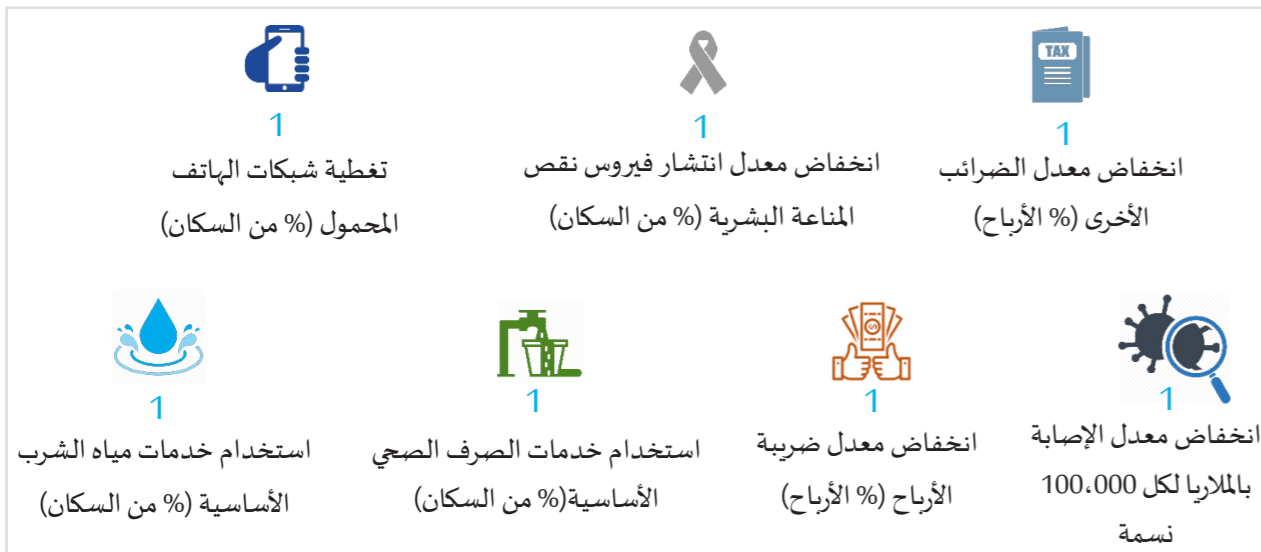 TAX
1
انخفاض معدل الضرائب
الأخرى (% الأرباح)
1
انخفاض معدل انتشار فيروس نقص
المناعة البشرية (% من السكان)
1
تغطية شبكات الهاتف
المحمول (% من السكان)
1
انخفاض معدل الإصابة
بالملاريا لكل 100،000
نسمة
1
انخفاض معدل ضريبة
الأرباح (% الأرباح)
1
استخدام خدمات الصرف الصحي
الأساسية(% من السكان)
1
استخدام خدمات مياه الشرب
الأساسية (% من السكان)